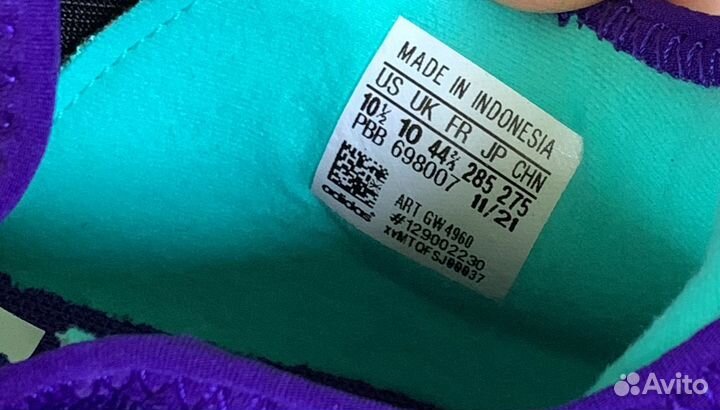 MADE IN INDONESIA
US UK FR JP CHN
10½ 10 44⅔ 285 275
PBB 698007 11/21
adidas
ART GW4960
#129002230
XVMTQFSJ00037
Avito